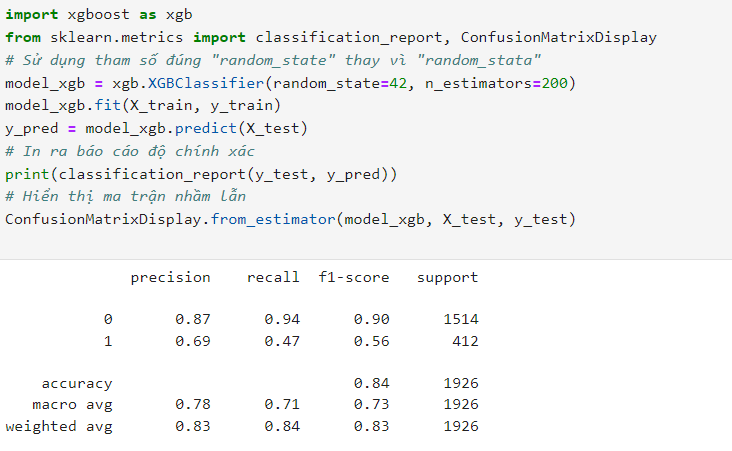 import xgboost as xgb
from sklearn.metrics import classification_report, ConfusionMatrixDisplay
# Sử dụng tham số đúng "random_state" thay vì "random_stata"
model_xgb = xgb.XGBClassifier(random_state=42, n_estimators=200)
model_xgb.fit(X_train, y_train)
y_pred = model_xgb.predict(X_test)
# In ra báo cáo độ chính xác
print(classification_report(y_test, y_pred))
# Hiển thị ma trận nhầm lẫn
ConfusionMatrixDisplay.from_estimator(model_xgb, X_test, y_test)
precision recall f1-score support
0 0.87 0.94 0.90 1514
1 0.69 0.47 0.56 412
accuracy 0.84 1926
macro avg 0.78 0.71 0.73 1926
weighted avg 0.83 0.84 0.83 1926